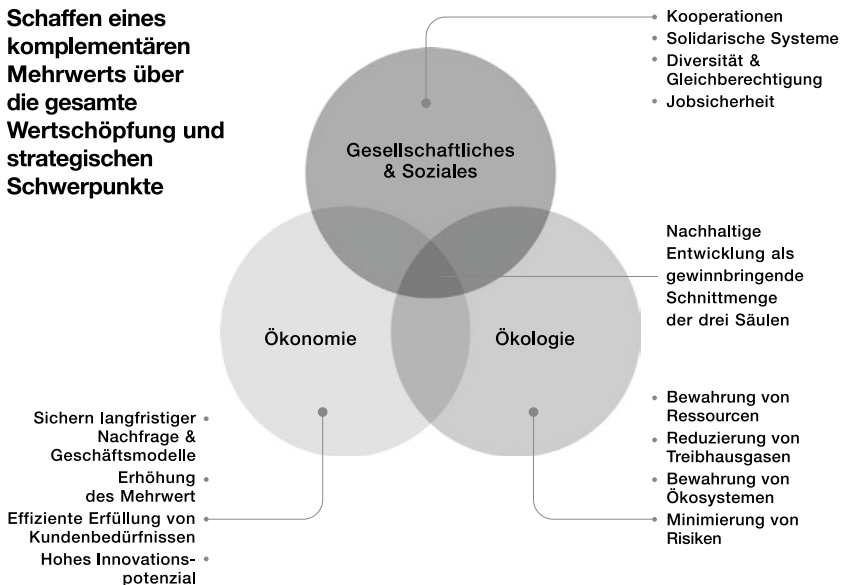 Schaffen eines
komplementären
Mehrwerts über
die gesamte
Wertschöpfung und
strategischen
Schwerpunkte
• Kooperationen
• Solidarische Systeme
• Diversität &
Gleichberechtigung
• Jobsicherheit
Gesellschaftliches
& Soziales
Nachhaltige
Entwicklung als
gewinnbringende
Schnittmenge
der drei Säulen
Ökonomie
Ökologie
Sichern langfristiger •
Nachfrage &
Geschäftsmodelle
Erhöhung •
des Mehrwert
Effiziente Erfüllung von •
Kundenbedürfnissen
Hohes Innovations- •
potenzial
• Bewahrung von
Ressourcen
• Reduzierung von
Treibhausgasen
• Bewahrung von
Ökosystemen
• Minimierung von
Risiken